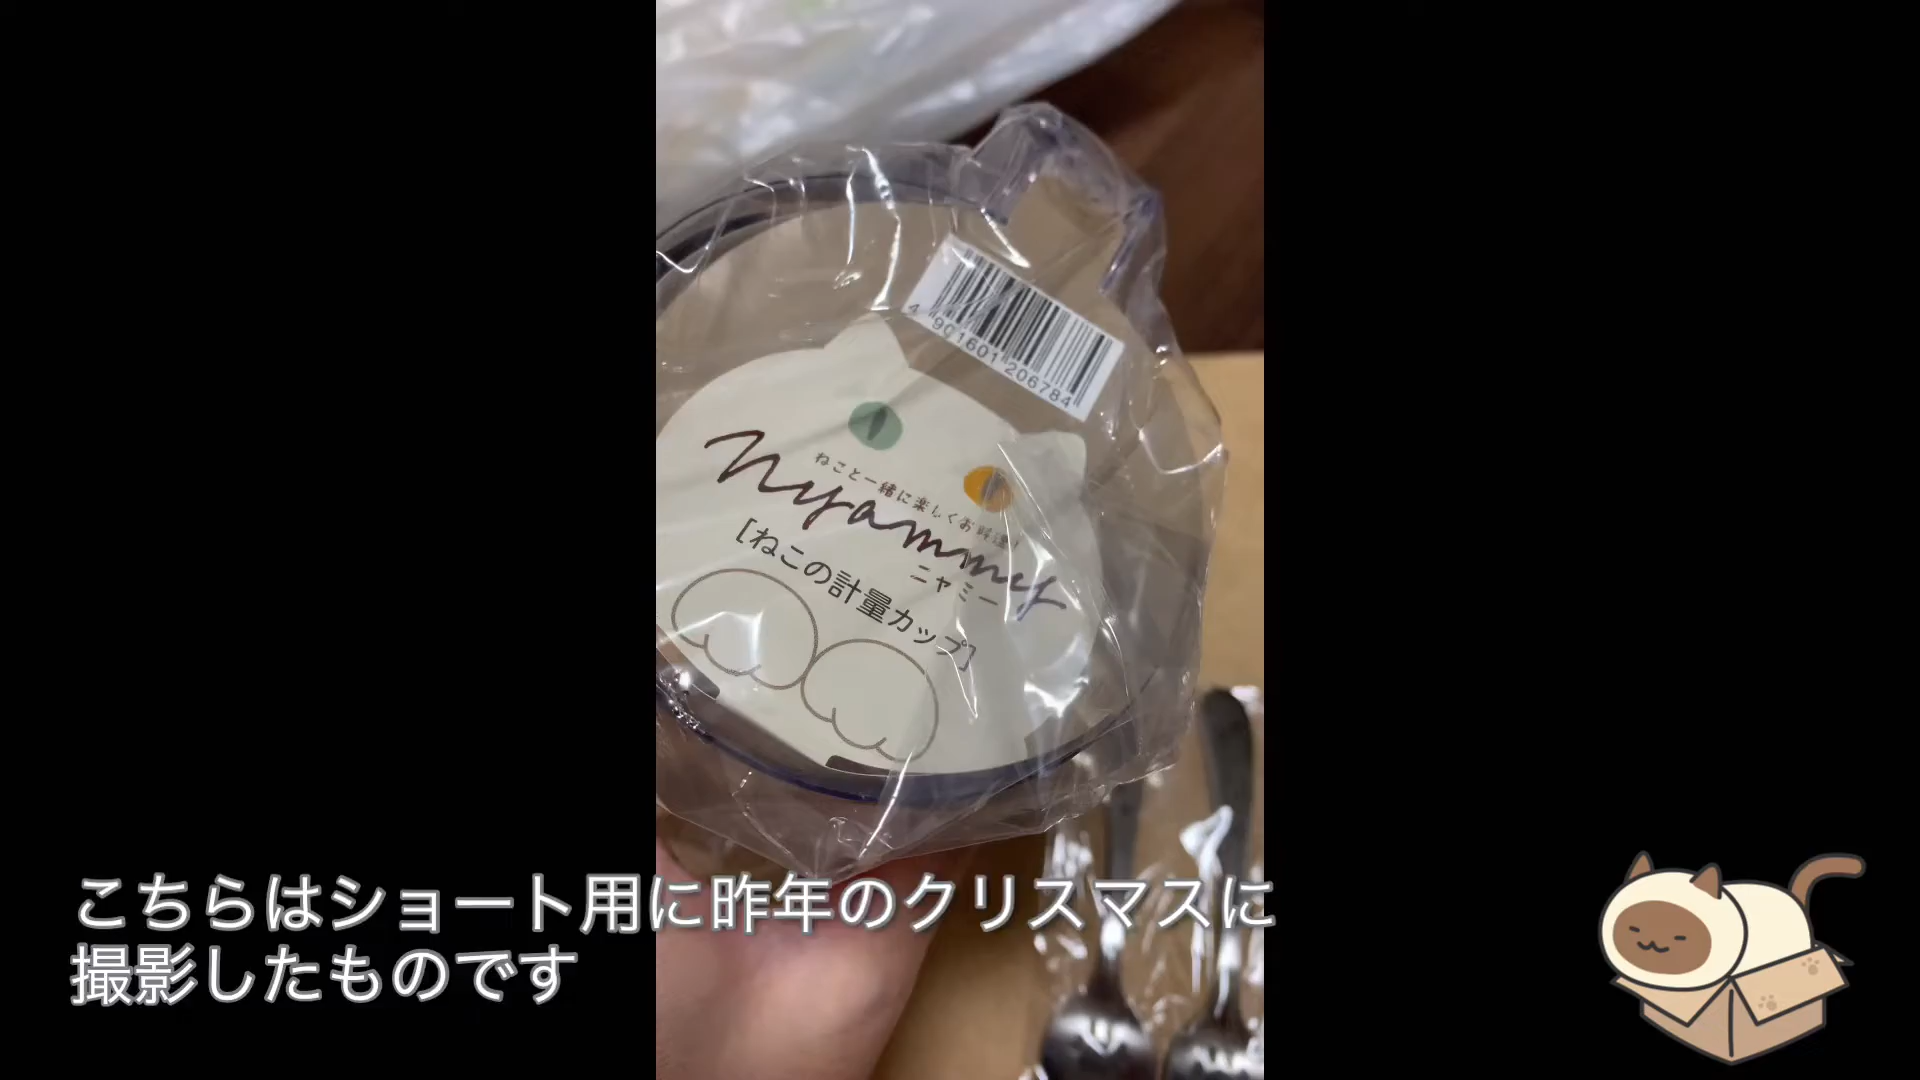 4 901601 206784
ねこと一緒に楽しくお料理！
nyammy
ニャミー
[ねこの計量カップ]
こちらはショート用に昨年のクリスマスに
撮影したものです